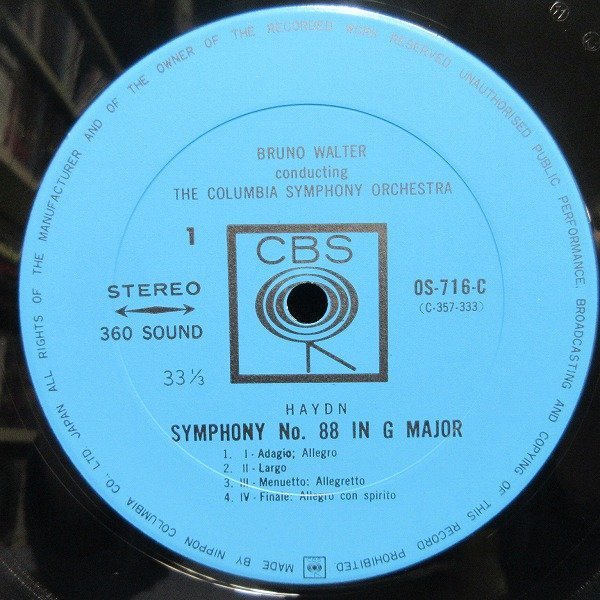 MADE BY NIPPON COLUMBIA CO., LTD. JAPAN ALL RIGHTS OF THE MANUFACTURER AND OF THE OWNER OF THE RECORDED WORK RESERVED UNAUTHORISED PUBLIC PERFORMANCE, BROADCASTING AND COPYING OF THIS RECORD PROHIBITED
BRUNO WALTER
conducting
THE COLUMBIA SYMPHONY ORCHESTRA
1
CBS
STEREO
360 SOUND
OS-716-C
(C-357-333)
33 1/3
HAYDN
SYMPHONY No. 88 IN G MAJOR
1. I - Adagio; Allegro
2. II - Largo
3. III - Menuetto: Allegretto
4. IV - Finale: Allegro con spirito